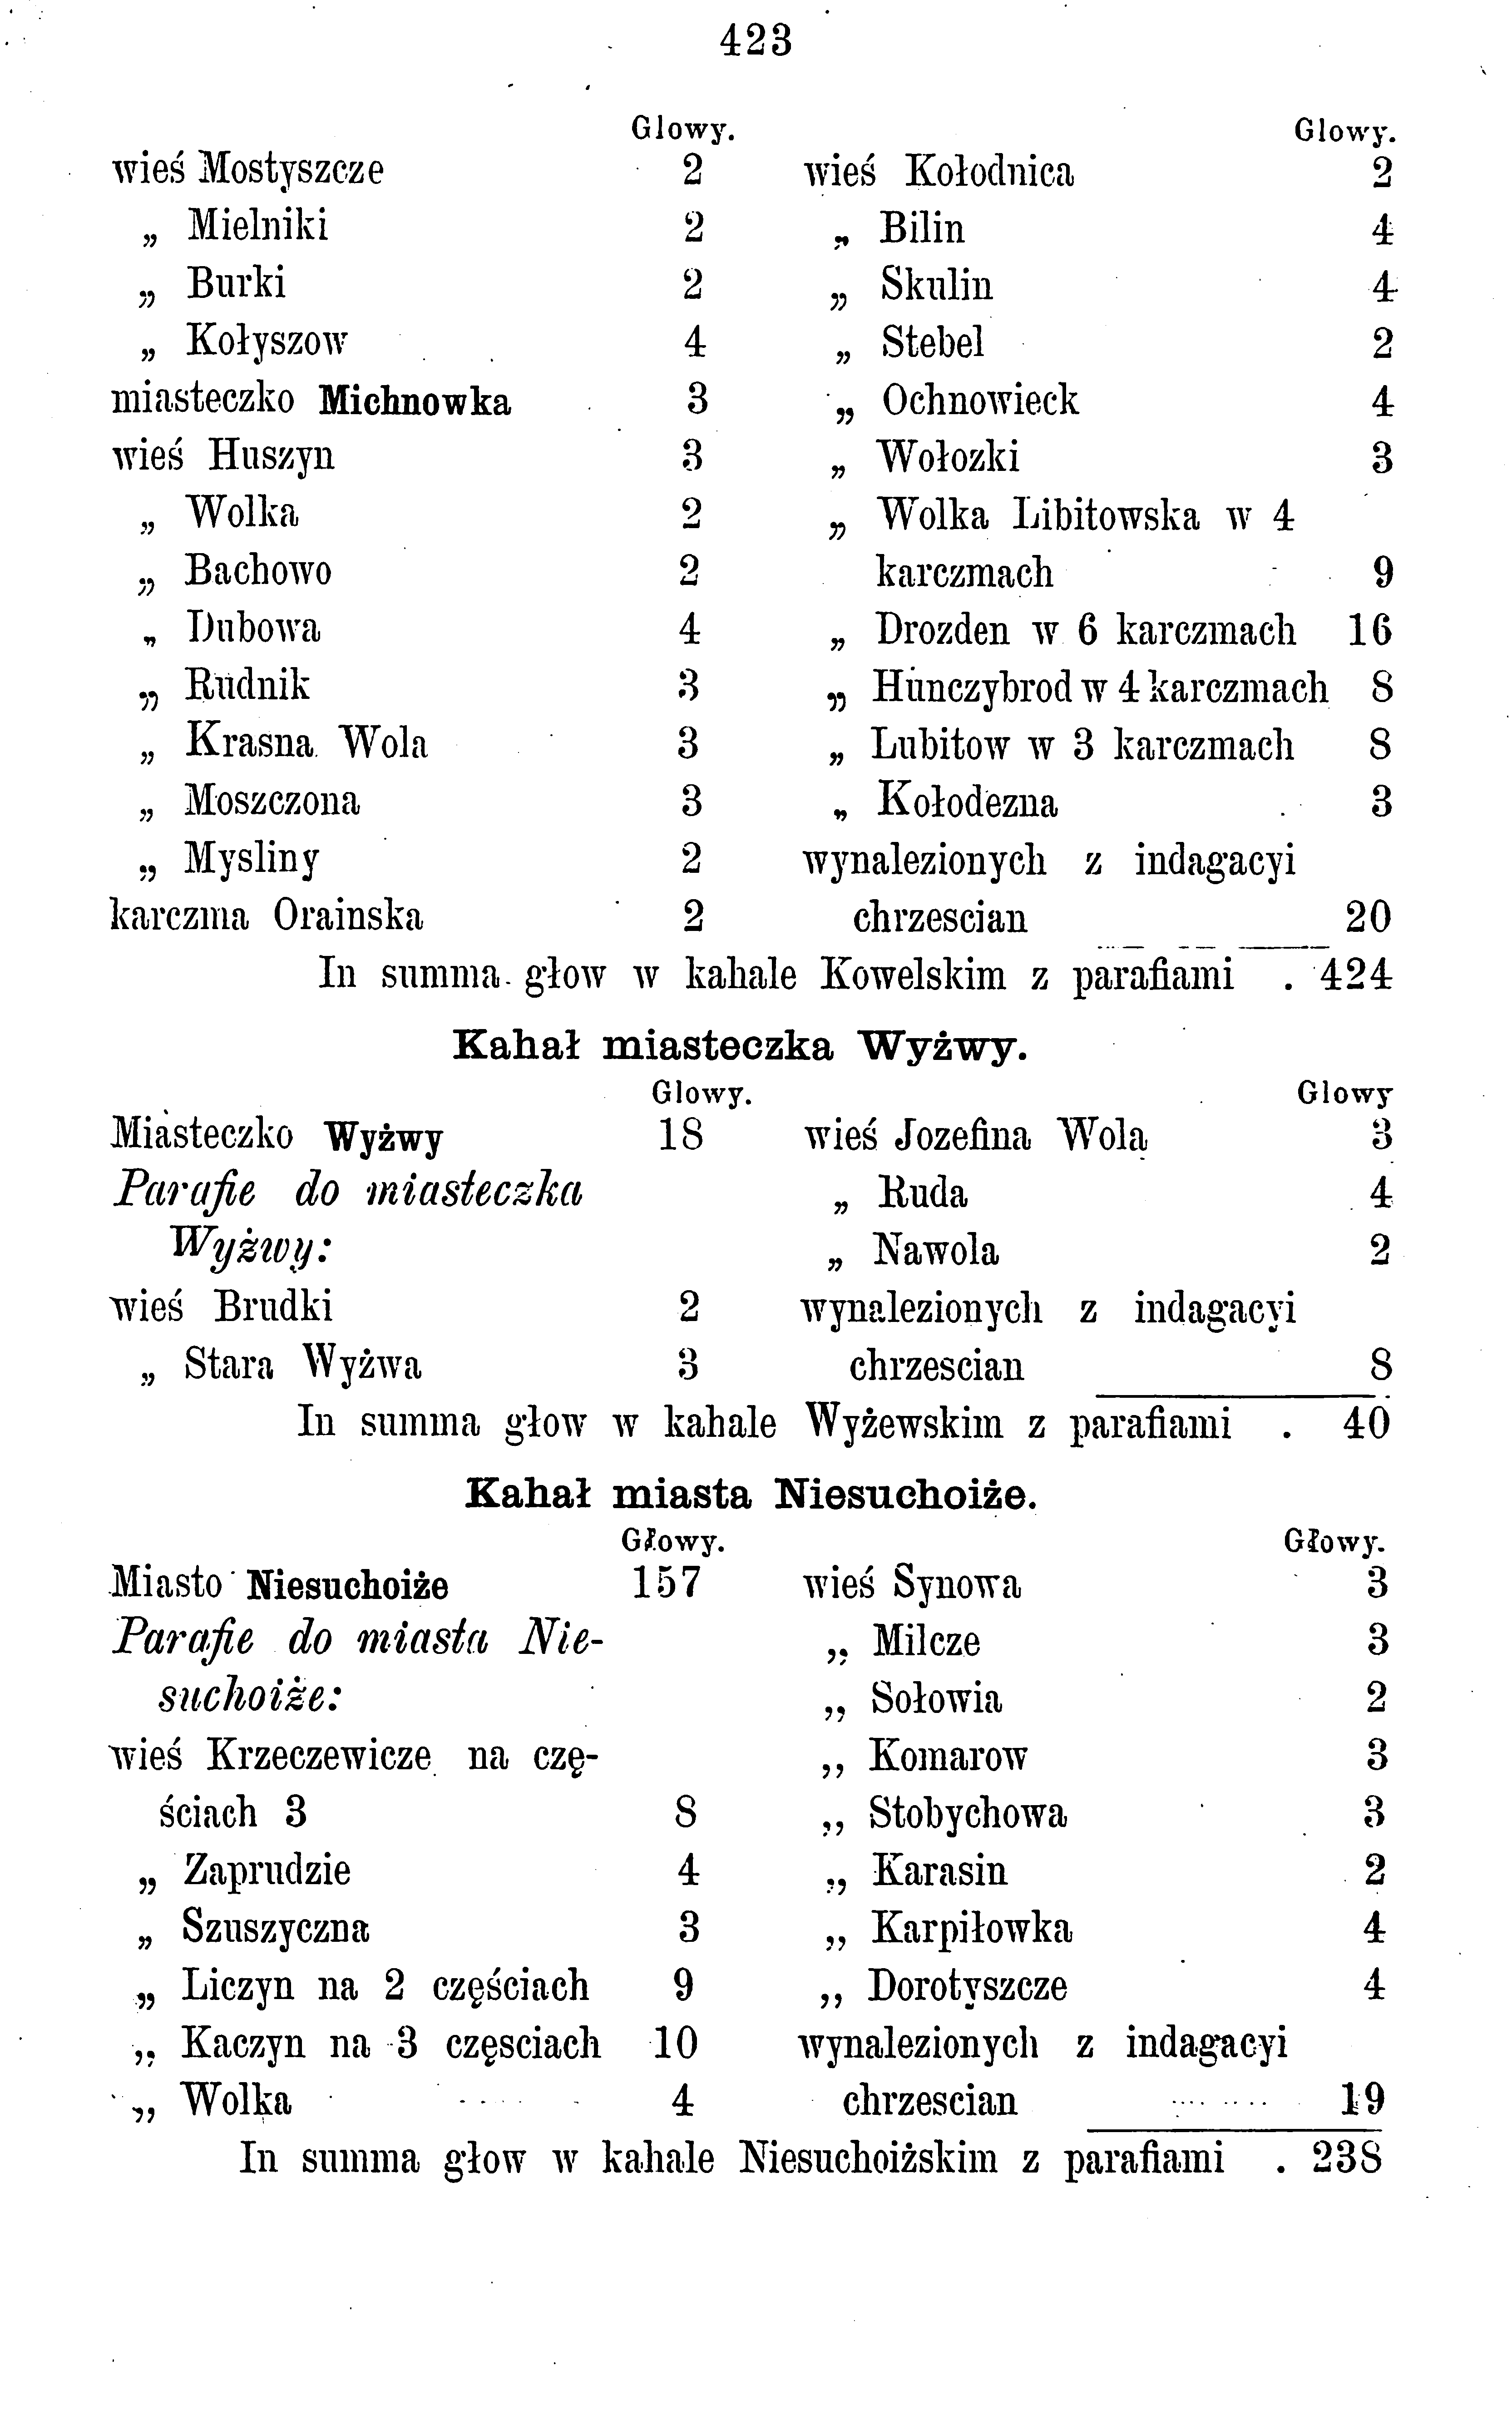 423
Glowy.
wieś Mostyszcze 2
„ Mielniki 2
„ Burki 2
„ Kołyszow 4
miasteczko Michnowka 3
wieś Huszyn 3
„ Wolka 2
„ Bachowo 2
„ Dubowa 4
„ Rudnik 3
„ Krasna Wola 3
„ Moszczona 3
„ Mysliny 2
karczma Orainska 2
Glowy.
wieś Kołodnica 2
„ Bilin 4
„ Skulin 4
„ Stebel 2
„ Ochnowieck 4
„ Wołozki 3
„ Wolka Libitowska w 4
karczmach 9
„ Drozden w 6 karczmach 16
„ Hunczybrod w 4 karczmach 8
„ Lubitow w 3 karczmach 8
„ Kołodezna 3
wynalezionych z indagacyi
chrzescian 20
In summa głow w kahale Kowelskim z parafiami . 424
Kahał miasteczka Wyżwy.
Glowy.
Miasteczko Wyżwy 18
Parafie do miasteczka
Wyżwy:
wieś Brudki 2
„ Stara Wyżwa 3
Glowy
wieś Jozefina Wola 3
„ Ruda 4
„ Nawola 2
wynalezionych z indagacyi
chrzescian 8
In summa głow w kahale Wyżewskim z parafiami . 40
Kahał miasta Niesuchoiże.
Głowy.
Miasto Niesuchoiże 157
Parafie do miasta Nie-
suchoiże:
wieś Krzeczewicze na czę-
ściach 3 8
„ Zaprudzie 4
„ Szuszyczna 3
„ Liczyn na 2 częściach 9
„ Kaczyn na 3 częsciach 10
„ Wolka 4
Głowy.
wieś Synowa 3
„ Milcze 3
„ Sołowia 2
„ Komarow 3
„ Stobychowa 3
„ Karasin 2
„ Karpiłowka 4
„ Dorotyszcze 4
wynalezionych z indagacyi
chrzescian 19
In summa głow w kahale Niesuchoiżskim z parafiami . 238